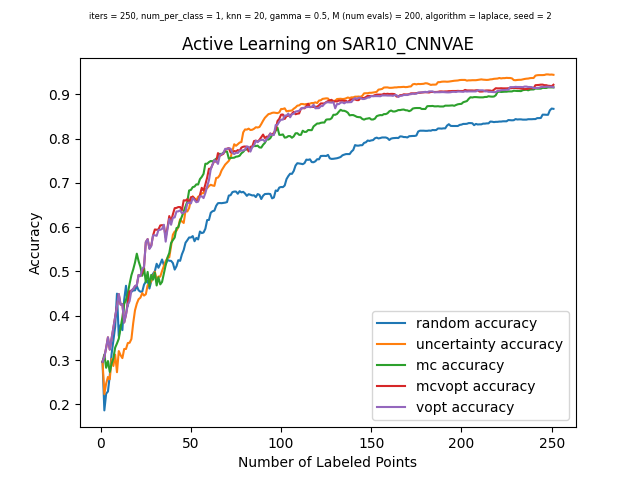 iters = 250, num_per_class = 1, knn = 20, gamma = 0.5, M (num evals) = 200, algorithm = laplace, seed = 2
Active Learning on SAR10_CNNVAE
Accuracy
0.9
0.8
0.7
0.6
0.5
0.4
0.3
0.2
random accuracy
uncertainty accuracy
mc accuracy
mcvopt accuracy
vopt accuracy
0 50 100 150 200 250
Number of Labeled Points